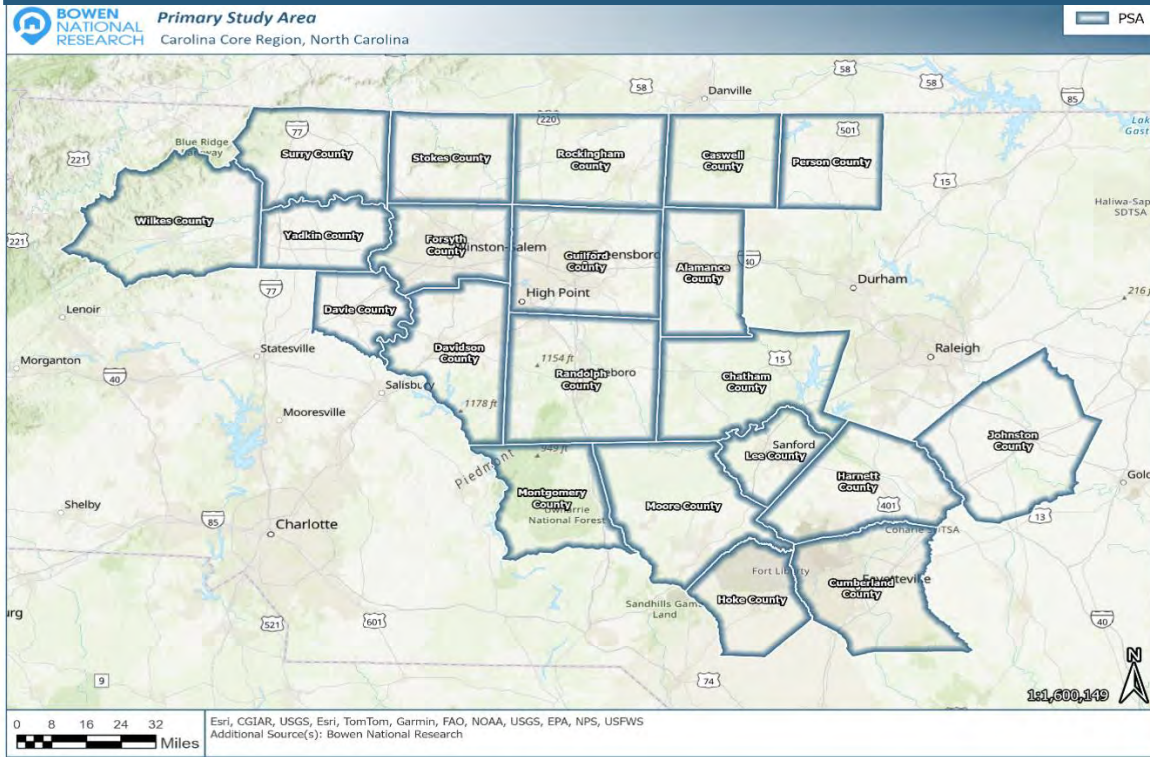 BOWEN
NATIONAL
RESEARCH
Primary Study Area
Carolina Core Region, North Carolina
PSA
58
58
58
Danville
85
220
501
77
Blue Ridge
221
Surry County
Stokes County
Rockingham
County
Caswell
County
Person County
15
Haliwa-Sap
SDTSA
Wilkes County
221
Yadkin County
Forsyth
County
Winston-Salem
Guilford
County
Alamance
County
40
77
Davie County
High Point
Durham
216 f
Lenoir
Statesville
Davidson
County
1154 ft
Randolph
County
15
Chatham
County
Raleigh
Morganton
40
Salisbury
1178 ft
Mooresville
Johnston
County
Sanford
Lee County
549 ft
Piedmont
Harnett
County
Gold
Shelby
Montgomery
County
National Forest
Moore County
401
85
Charlotte
13
Fort Liberty
Hoke County
Cumberland
County
Fayetteville
Sandhills Game
Land
urg
521
601
40
74
9
N
1:1,600,149
0 8 16 24 32
Miles
Esri, CGIAR, USGS, Esri, TomTom, Garmin, FAO, NOAA, USGS, EPA, NPS, USFWS
Additional Source(s): Bowen National Research